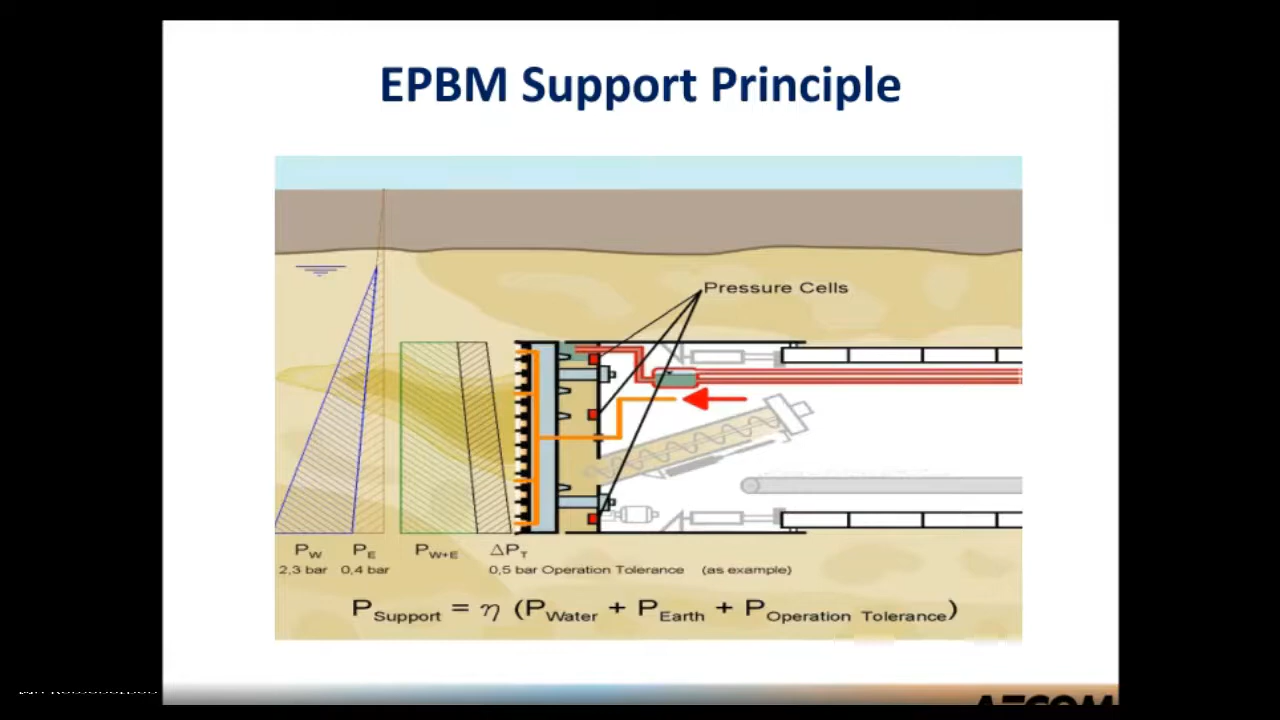 EPBM Support Principle
Pressure Cells
P_W P_E P_W+E ΔP_T
2,3 bar 0,4 bar 0,5 bar Operation Tolerance (as example)
P_Support = η (P_Water + P_Earth + P_Operation Tolerance)
AECOM